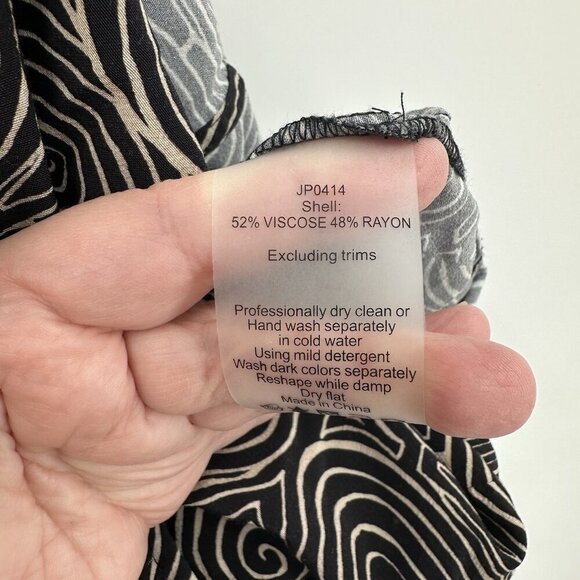 JP0414
Shell:
52% VISCOSE 48% RAYON
Excluding trims
Professionally dry clean or
Hand wash separately
in cold water
Using mild detergent
Wash dark colors separately
Reshape while damp
Dry flat
Made in China